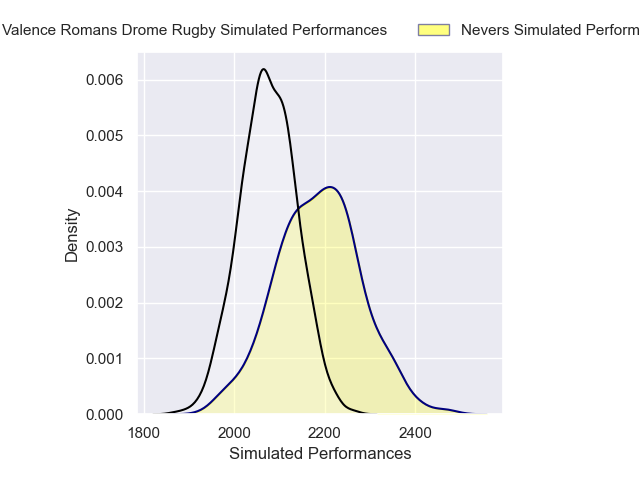 Valence Romans Drome Rugby Simulated Performances
Nevers Simulated Perform
0.006
0.005
0.004
0.003
0.002
0.001
0.000
Density
1800 2000 2200 2400
Simulated Performances